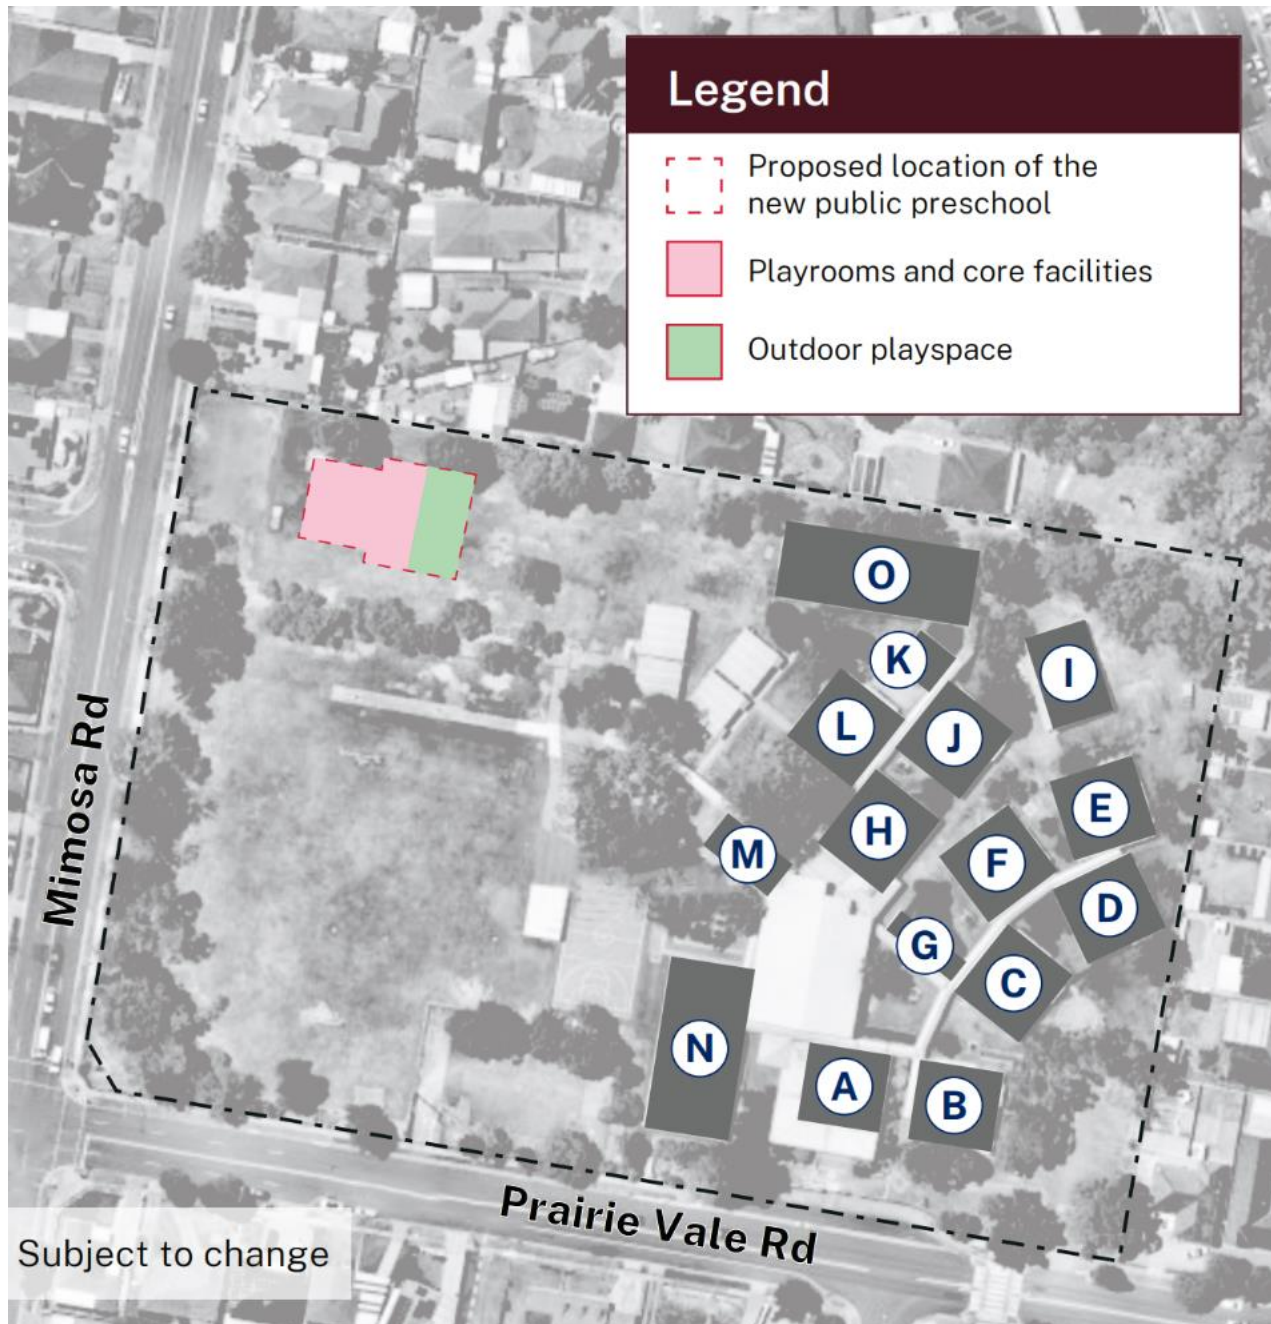 Legend
Proposed location of the
new public preschool
Playrooms and core facilities
Outdoor playspace
O
K
I
L
J
E
H
M
F
D
G
C
N
A
B
Mimosa Rd
Prairie Vale Rd
Subject to change